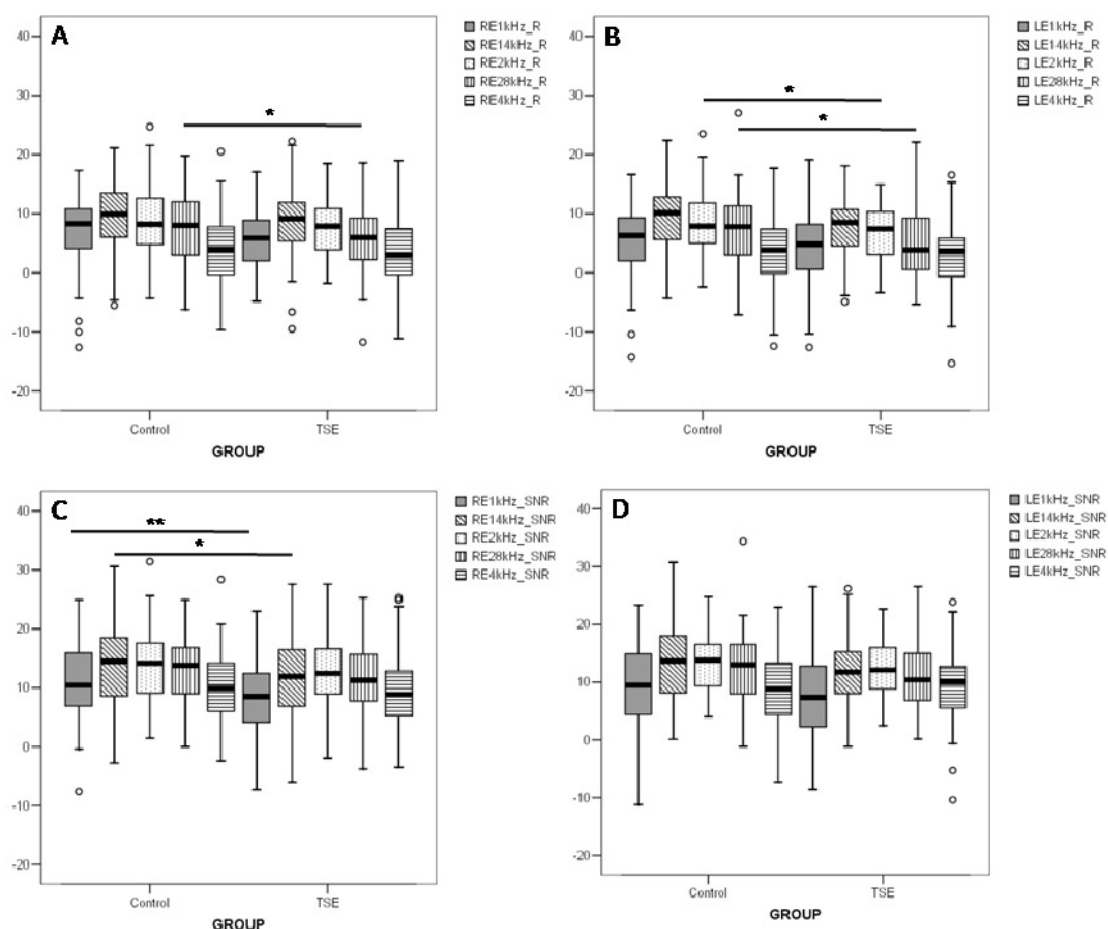 A
40
30
20
10
0
-10
-20
*
Control
TSE
GROUP
RE1kHz_R
RE14kHz_R
RE2kHz_R
RE28kHz_R
RE4kHz_R
B
40
30
20
10
0
-10
-20
*
*
Control
TSE
GROUP
LE1kHz_R
LE14kHz_R
LE2kHz_R
LE28kHz_R
LE4kHz_R
C
40
30
20
10
0
-10
-20
**
*
Control
TSE
GROUP
RE1kHz_SNR
RE14kHz_SNR
RE2kHz_SNR
RE28kHz_SNR
RE4kHz_SNR
D
40
30
20
10
0
-10
-20
Control
TSE
GROUP
LE1kHz_SNR
LE14kHz_SNR
LE2kHz_SNR
LE28kHz_SNR
LE4kHz_SNR